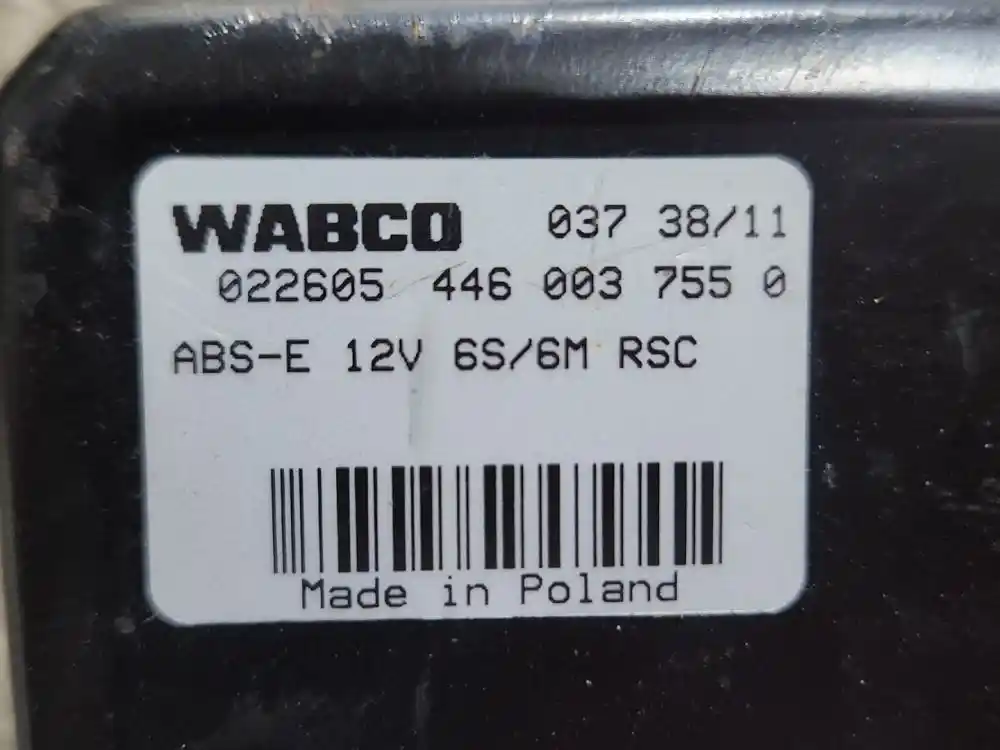 WABCO 037 38/11
022605 446 003 755 0
ABS-E 12V 6S/6M RSC
Made in Poland